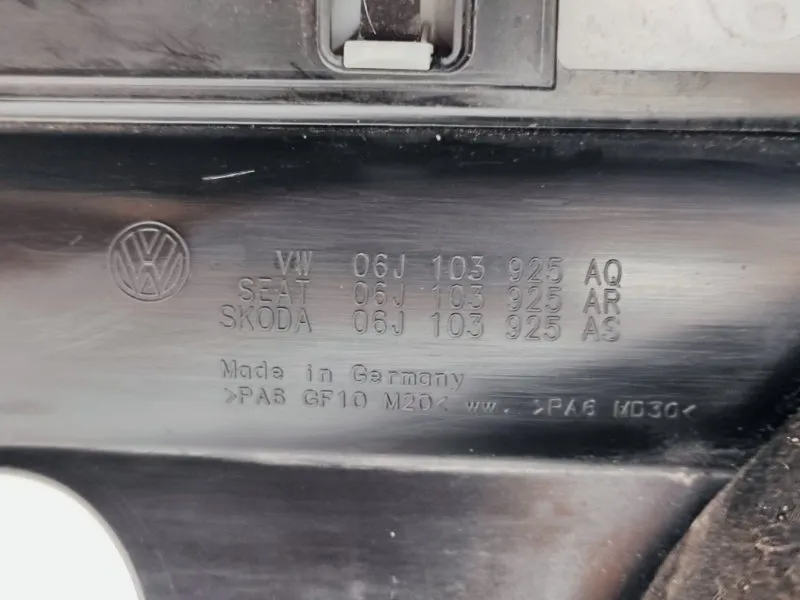 VW 06J 103 925 AQ
SEAT 06J 103 925 AR
SKODA 06J 103 925 AS
Made in Germany
>PA6 GF10 M20< ww. >PA6 MD30<